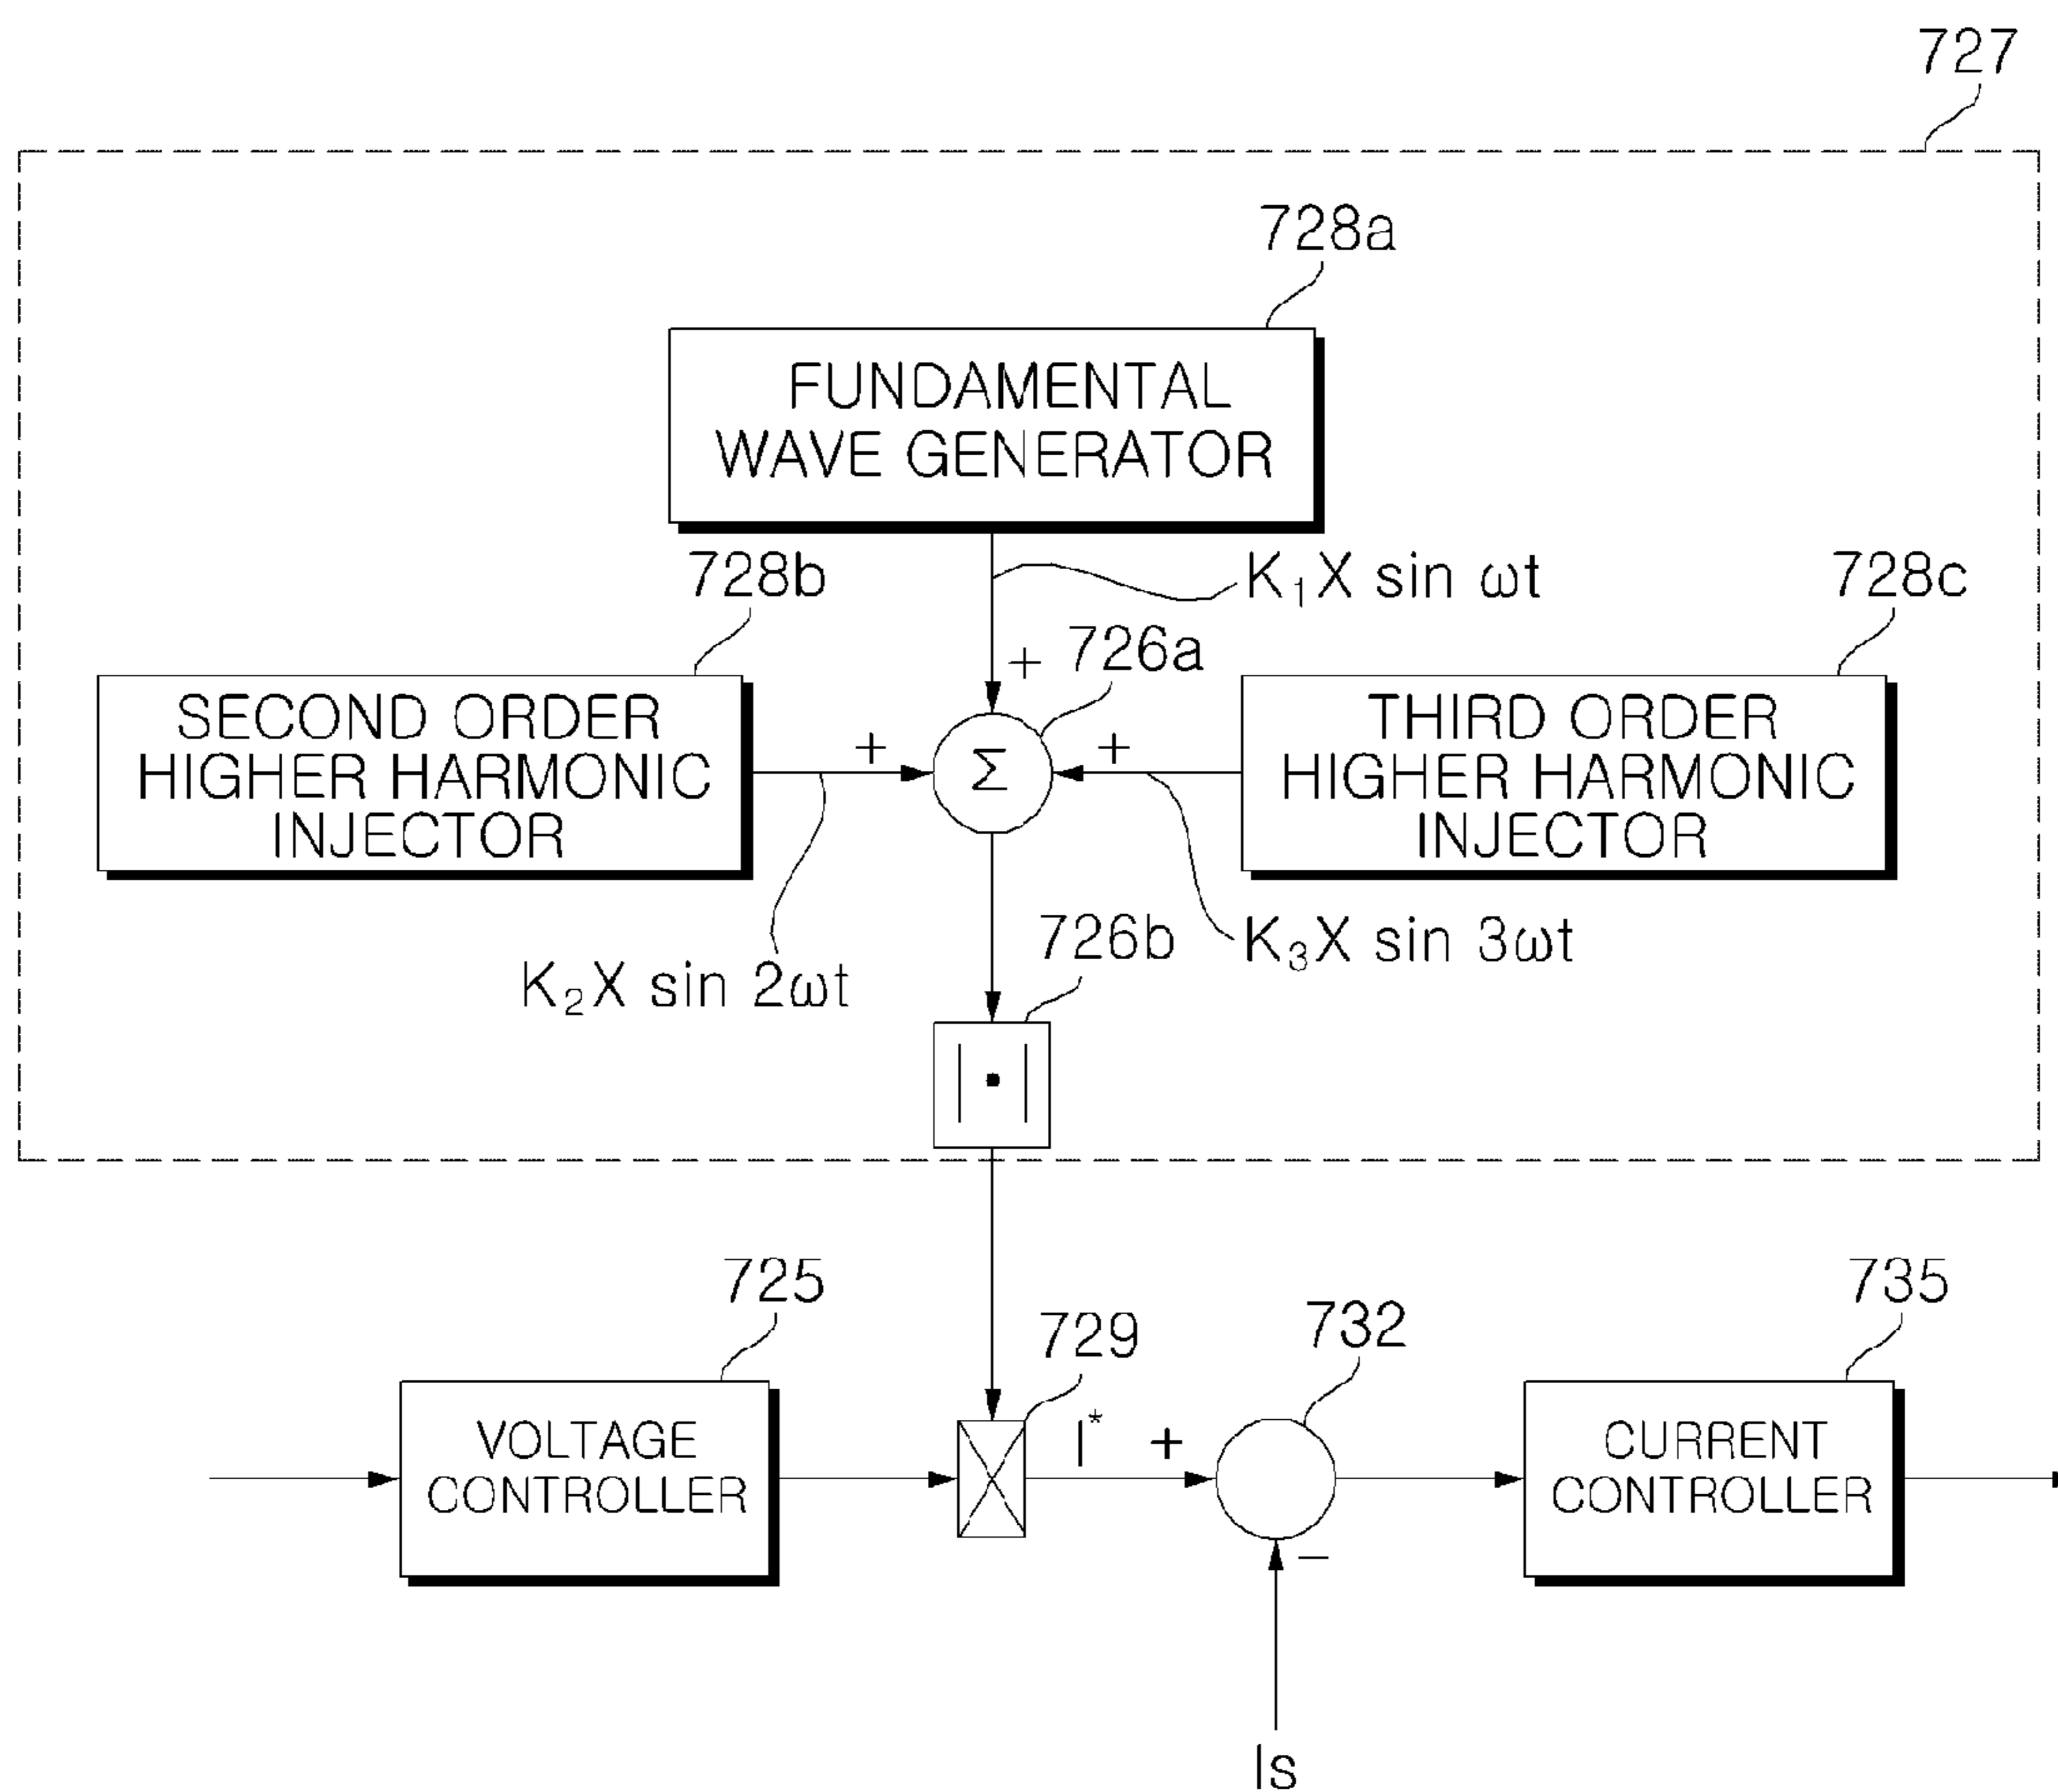 727
728a
FUNDAMENTAL
WAVE GENERATOR
728b
K₁X sin ωt
728c
+
726a
SECOND ORDER
HIGHER HARMONIC
INJECTOR
+
Σ
+
THIRD ORDER
HIGHER HARMONIC
INJECTOR
K₂X sin 2ωt
726b
K₃X sin 3ωt
|•|
725
729
732
735
VOLTAGE
CONTROLLER
I*
+
−
CURRENT
CONTROLLER
Is